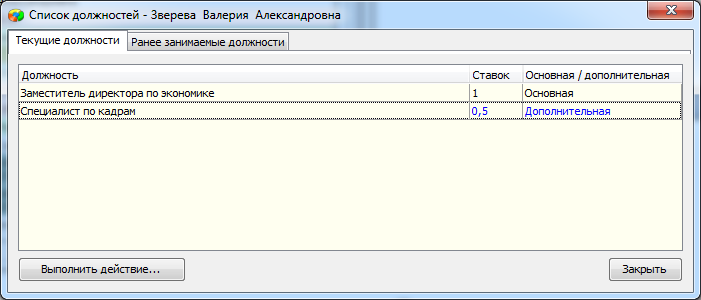 Список должностей - Зверева Валерия Александровна
Текущие должности Ранее занимаемые должности
Должность Ставок Основная / дополнительная
Заместитель директора по экономике 1 Основная
Специалист по кадрам 0,5 Дополнительная
Выполнить действие... Закрыть